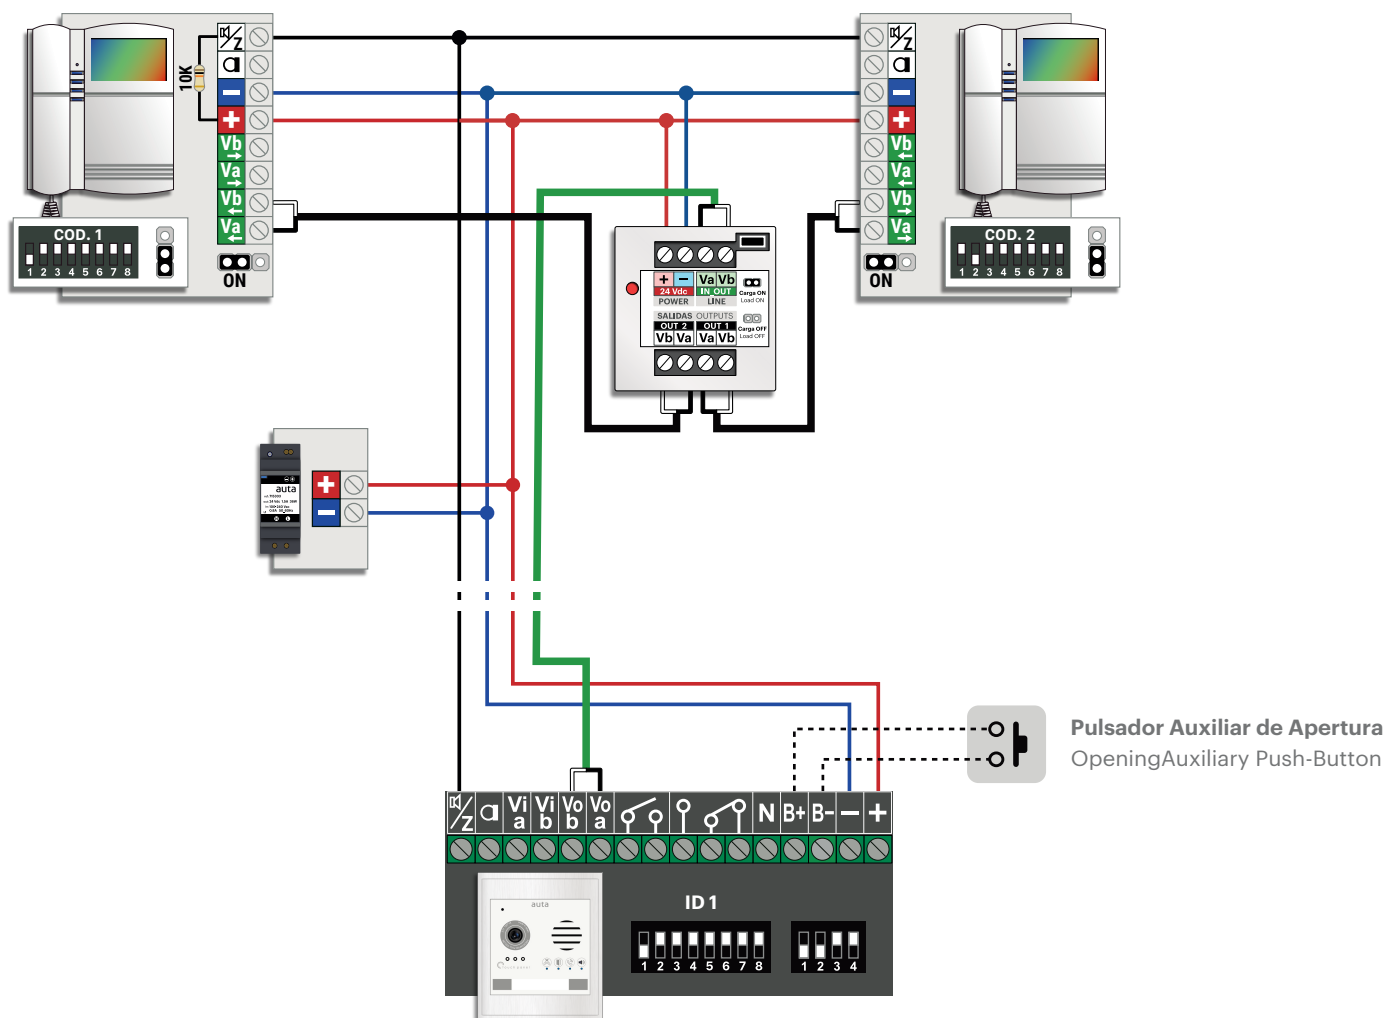 Z
10K
−
+
Vb
Va
Vb
Va
COD. 1
1 2 3 4 5 6 7 8
ON
Z
−
+
Vb
Va
Vb
Va
COD. 2
1 2 3 4 5 6 7 8
ON
+ − Va Vb
24 Vdc IN_OUT
POWER LINE
Carga ON
Load ON
SALIDAS OUTPUTS
OUT 2 OUT 1
Vb Va Va Vb
Carga OFF
Load OFF
auta
+
−
Pulsador Auxiliar de Apertura
OpeningAuxiliary Push-Button
Z Vi a Vi b Vo b Vo a N B+ B− − +
ID 1
1 2 3 4 5 6 7 8
1 2 3 4
auta